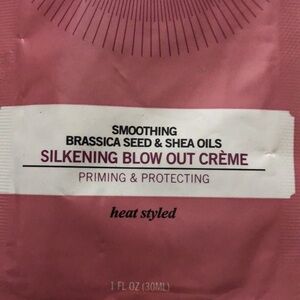 SMOOTHING
BRASSICA SEED & SHEA OILS
SILKENING BLOW OUT CRÈME
PRIMING & PROTECTING
heat styled
1 FL OZ (30ML)